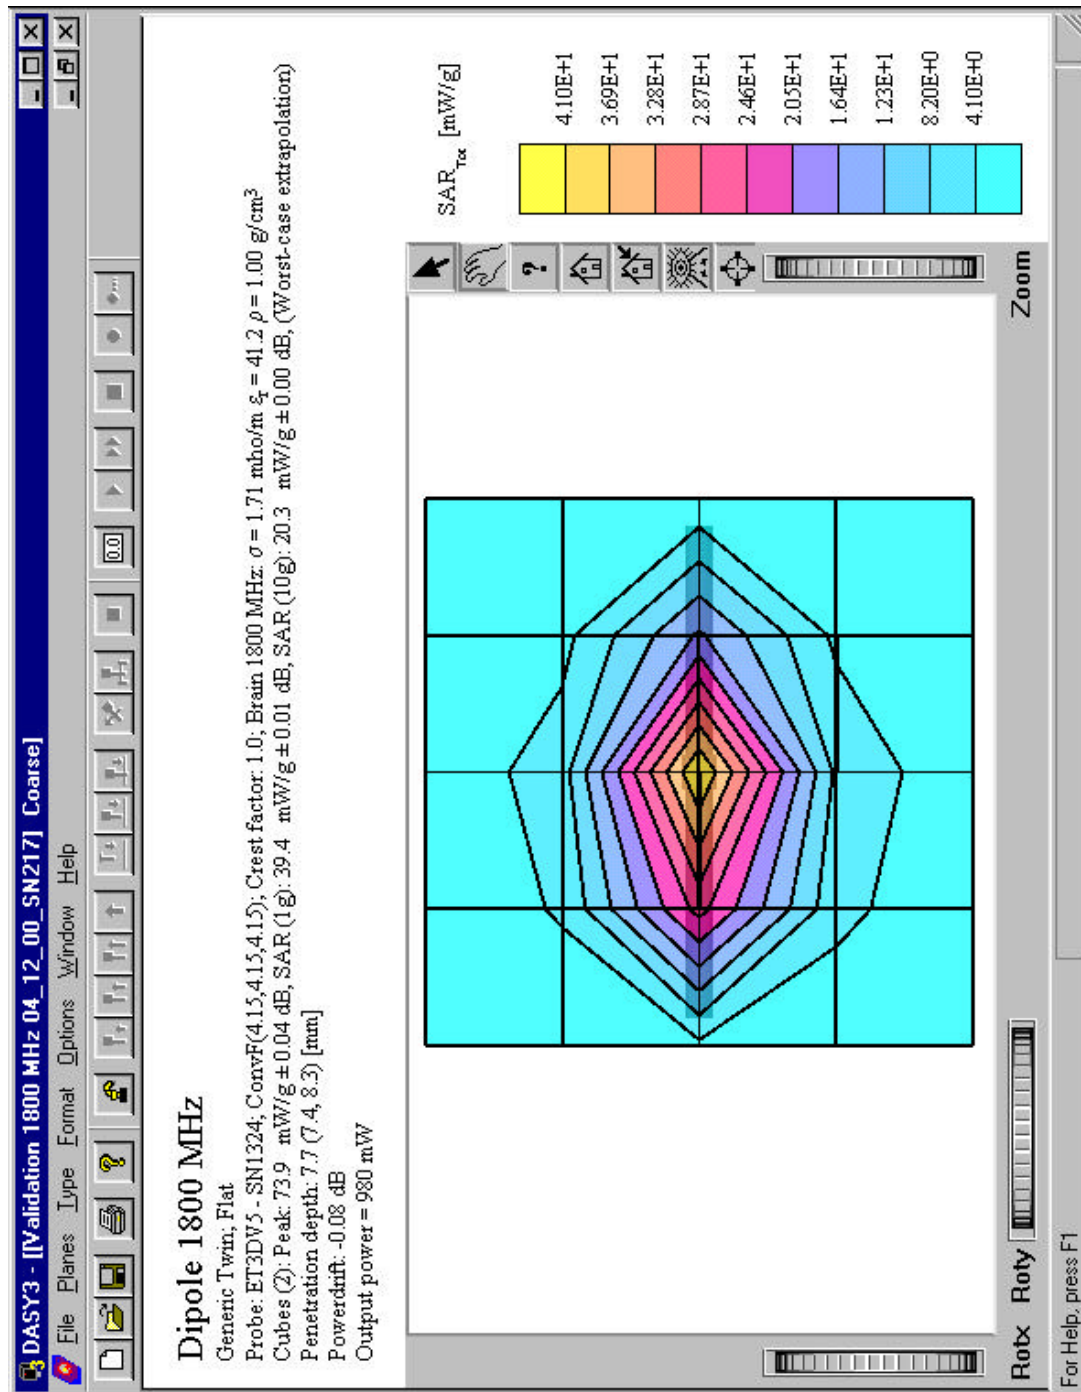 DASY3 - [[Validation 1800 MHz 04_12_00_SN217] Coarse]
File Planes Type Format Options Window Help
0.0
Dipole 1800 MHz
Generic Twin; Flat
Probe: ET3DV5 - SN1324; ConvF(4.15,4.15,4.15); Crest factor: 1.0; Brain 1800 MHz: σ = 1.71 mho/m εr = 41.2 ρ = 1.00 g/cm³
Cubes (2): Peak: 73.9 mW/g ± 0.04 dB, SAR (1g): 39.4 mW/g ± 0.01 dB, SAR (10g): 20.3 mW/g ± 0.00 dB, (Worst-case extrapolation)
Penetration depth: 7.7 (7.4, 8.3) [mm]
Powerdrift: -0.08 dB
Output power = 980 mW
SAR Tot [mW/g]
4.10E+1
3.69E+1
3.28E+1
2.87E+1
2.46E+1
2.05E+1
1.64E+1
1.23E+1
8.20E+0
4.10E+0
Rotx Roty Zoom
For Help, press F1